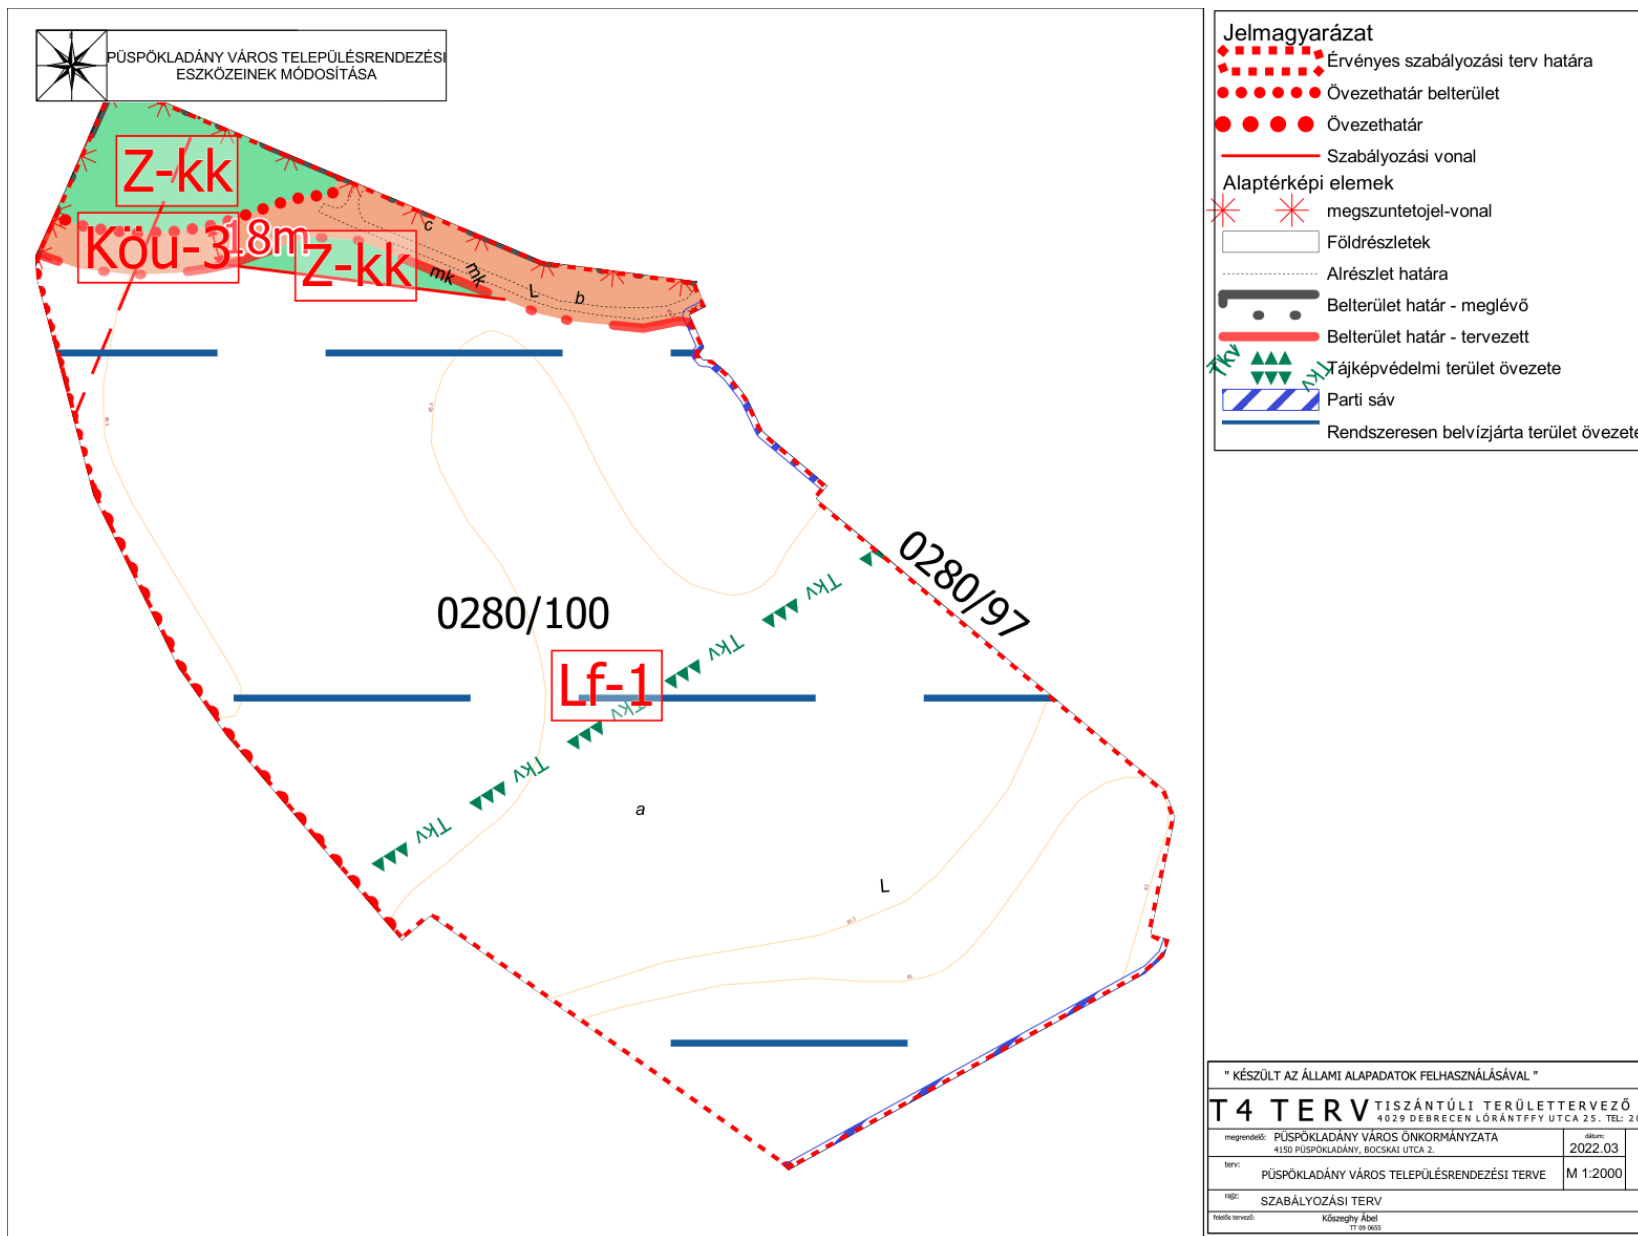 PÜSPÖKLADÁNY VÁROS TELEPÜLÉSRENDEZÉSI
ESZKÖZEINEK MÓDOSÍTÁSA
Z-kk
Köu-3
18m
Z-kk
c
mk
mk
L
b
0280/100
0280/97
Lf-1
Tkv
Tkv
Tkv
Tkv
Tkv
a
L
Jelmagyarázat
Érvényes szabályozási terv határa
Övezethatár belterület
Övezethatár
Szabályozási vonal
Alaptérképi elemek
megszuntetojel-vonal
Földrészletek
Alrészlet határa
Belterület határ - meglévő
Belterület határ - tervezett
Tkv
Tkv
Tájképvédelmi terület övezete
Parti sáv
Rendszeresen belvízjárta terület övezete
" KÉSZÜLT AZ ÁLLAMI ALAPADATOK FELHASZNÁLÁSÁVAL "
T4 TERV TISZÁNTÚLI TERÜLETTERVEZŐ
4029 DEBRECEN LÓRÁNTFFY UTCA 25. TEL: 20
megrendelő: PÜSPÖKLADÁNY VÁROS ÖNKORMÁNYZATA
4150 PÜSPÖKLADÁNY, BOCSKAI UTCA 2.
dátum:
2022.03
terv:
PÜSPÖKLADÁNY VÁROS TELEPÜLÉSRENDEZÉSI TERVE
M 1:2000
rajz:
SZABÁLYOZÁSI TERV
felelős tervező:
Kőszeghy Ábel
TT 09 0655